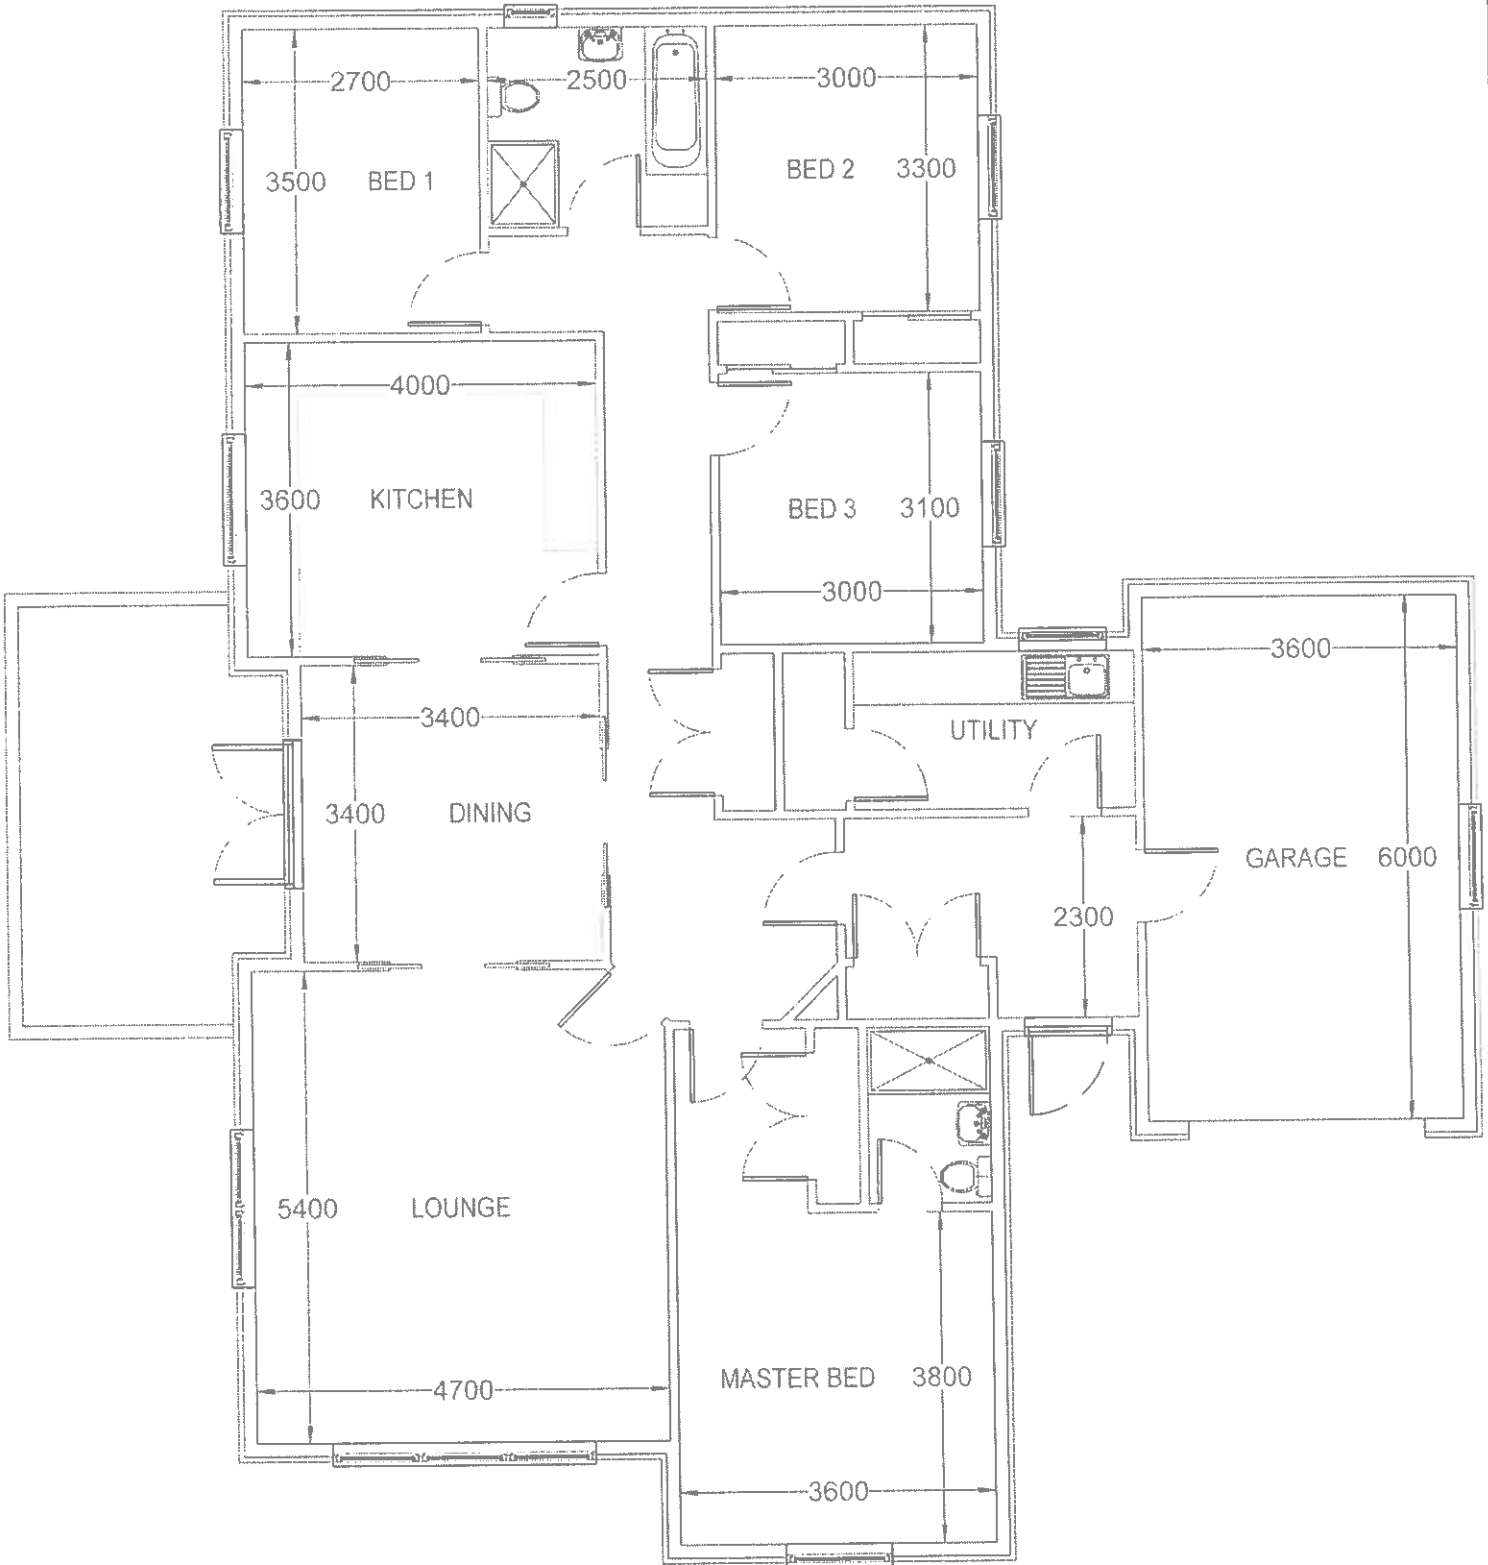 2700
2500
3000
3500 BED 1
BED 2 3300
4000
3600 KITCHEN
BED 3 3100
3000
3600
3400
UTILITY
3400 DINING
GARAGE 6000
2300
5400 LOUNGE
MASTER BED 3800
4700
3600